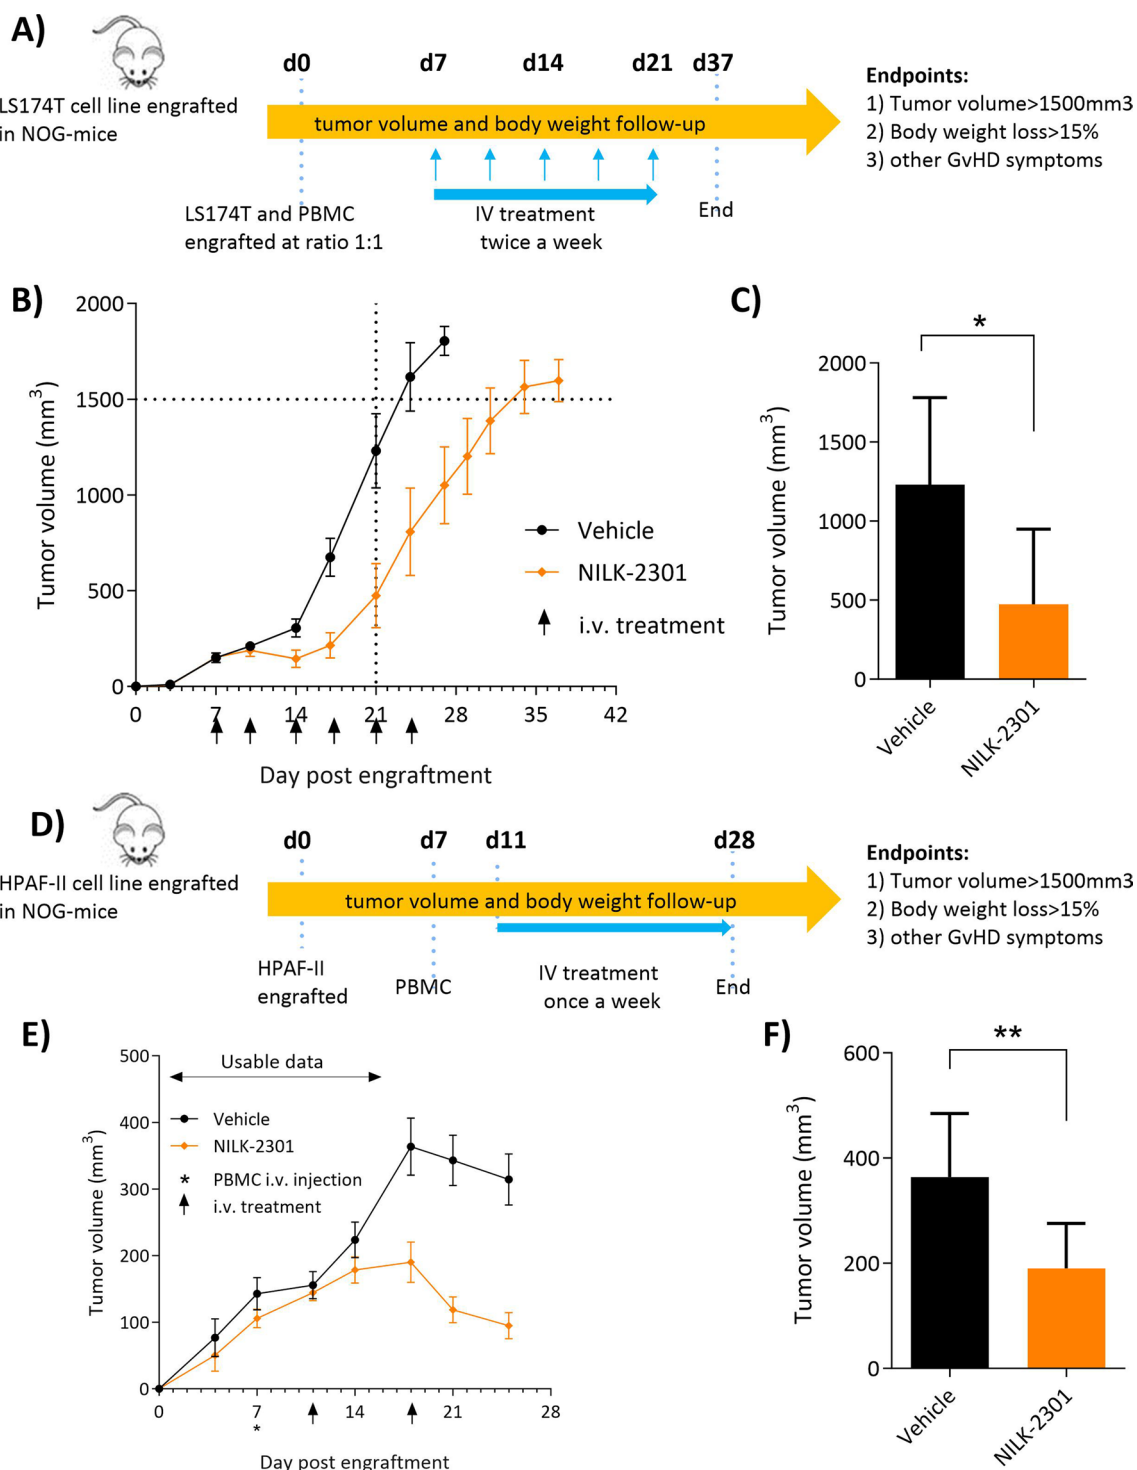 A)
LS174T cell line engrafted
in NOG-mice
d0 d7 d14 d21 d37
tumor volume and body weight follow-up
LS174T and PBMC
engrafted at ratio 1:1
IV treatment
twice a week
End
Endpoints:
1) Tumor volume>1500mm3
2) Body weight loss>15%
3) other GvHD symptoms
B)
Tumor volume (mm3)
2000
1500
1000
500
0
0 7 14 21 28 35 42
Day post engraftment
Vehicle
NILK-2301
i.v. treatment
C)
*
Tumor volume (mm3)
2000
1500
1000
500
0
Vehicle
NILK-2301
D)
HPAF-II cell line engrafted
in NOG-mice
d0 d7 d11 d28
tumor volume and body weight follow-up
HPAF-II
engrafted
PBMC
IV treatment
once a week
End
Endpoints:
1) Tumor volume>1500mm3
2) Body weight loss>15%
3) other GvHD symptoms
E)
Tumor volume (mm3)
500
400
300
200
100
0
Usable data
Vehicle
NILK-2301
* PBMC i.v. injection
i.v. treatment
0 7 14 21 28
*
Day post engraftment
F)
**
Tumor volume (mm3)
600
400
200
0
Vehicle
NILK-2301